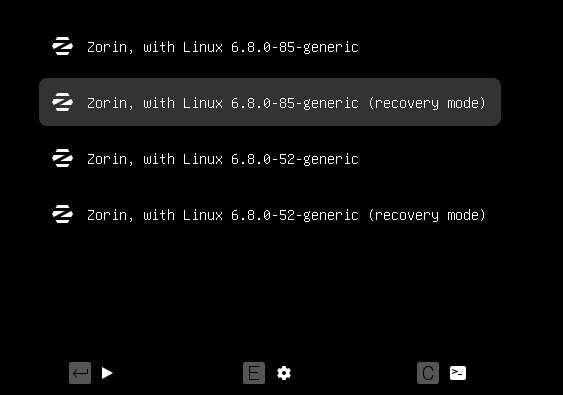 Zorin, with Linux 6.8.0-85-generic
Zorin, with Linux 6.8.0-85-generic (recovery mode)
Zorin, with Linux 6.8.0-52-generic
Zorin, with Linux 6.8.0-52-generic (recovery mode)
E C